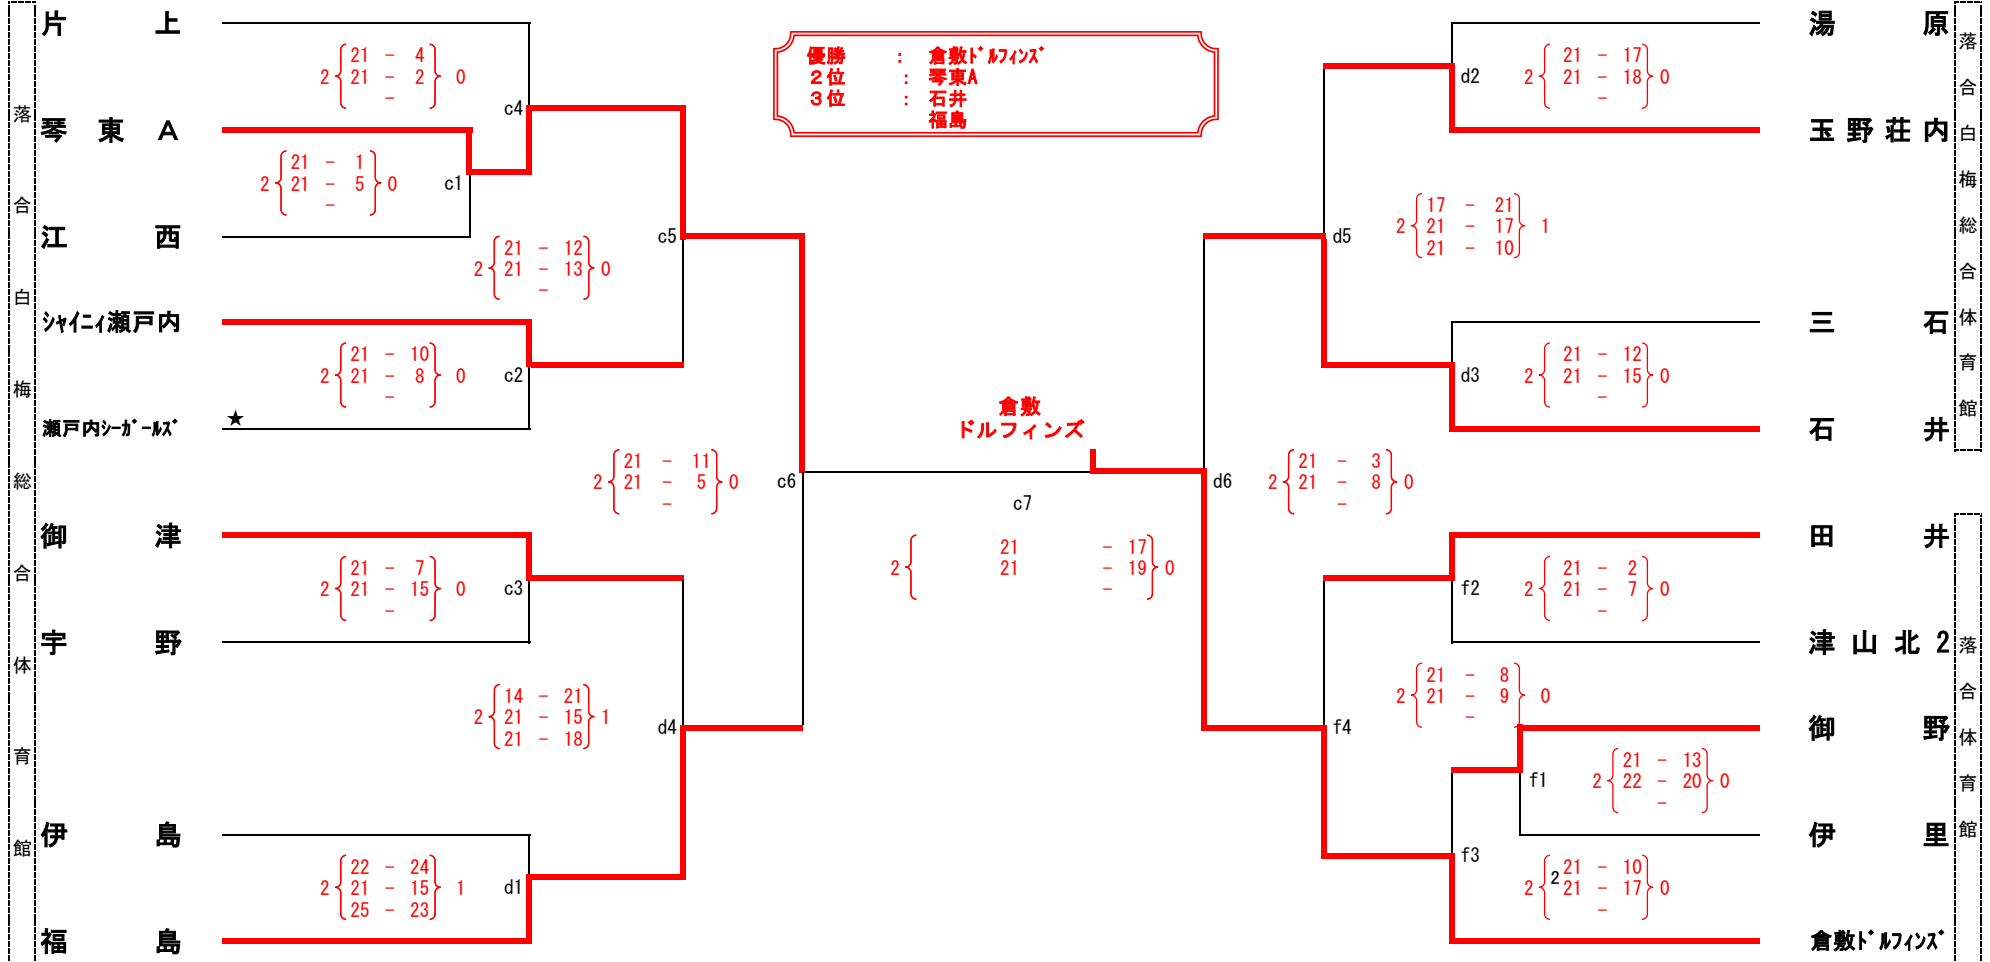 片上
21 - 4
2 21 - 2 0
-
c4
琴東A
21 - 1
2 21 - 5 0
-
c1
江西
21 - 12
2 21 - 13 0
-
c5
ｼｬｲﾆｨ瀬戸内
21 - 10
2 21 - 8 0
-
c2
瀬戸内ｼｰｶﾞｰﾙｽﾞ
★
21 - 11
2 21 - 5 0
-
c6
御津
21 - 7
2 21 - 15 0
-
c3
宇野
14 - 21
2 21 - 15 1
21 - 18
d4
伊島
22 - 24
2 21 - 15 1
25 - 23
d1
福島
落合白梅総合体育館
優勝 : 倉敷ﾄﾞﾙﾌｨﾝｽﾞ
２位 : 琴東A
３位 : 石井
福島
倉敷
ドルフィンズ
c7
21 - 17
2 21 - 19 0
-
湯原
21 - 17
2 21 - 18 0
-
d2
玉野荘内
17 - 21
2 21 - 17 1
21 - 10
d5
三石
21 - 12
2 21 - 15 0
-
d3
石井
21 - 3
2 21 - 8 0
-
d6
田井
21 - 2
2 21 - 7 0
-
f2
津山北2
21 - 8
2 21 - 9 0
-
f4
御野
21 - 13
2 22 - 20 0
-
f1
伊里
21 - 10
2 2 21 - 17 0
-
f3
倉敷ﾄﾞﾙﾌｨﾝｽﾞ
落合白梅総合体育館
落合体育館